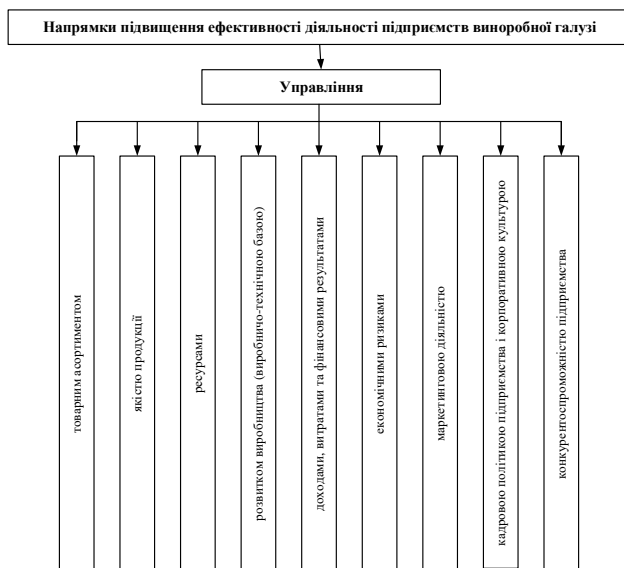 Напрямки підвищення ефективності діяльності підприємств виноробної галузі
Управління
товарним асортиментом
якістю продукції
ресурсами
розвитком виробництва (виробничо-технічною базою)
доходами, витратами та фінансовими результатами
економічними ризиками
маркетинговою діяльністю
кадровою політикою підприємства і корпоративною культурою
конкурентоспроможністю підприємства